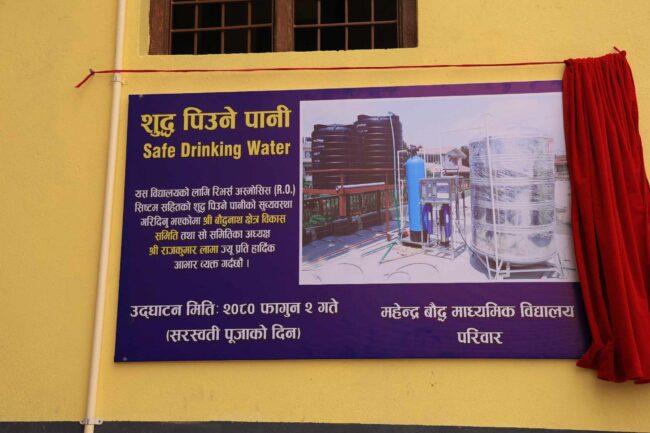 शुद्ध पिउने पानी
Safe Drinking Water
यस विद्यालयको लागि रिभर्स अस्मोसिस (R.O.)
सिष्टम सहितको शुद्ध पिउने पानीको सुव्यवस्था
गरिदिनु भएकोमा श्री बौद्धनाथ क्षेत्र विकास
समिति तथा सो समितिका अध्यक्ष
श्री राजकुमार लामा ज्यू प्रति हार्दिक
आभार व्यक्त गर्दछौं ।
उद्घाटन मितिः २०८० फागुन २ गते
(सरस्वती पूजाको दिन)
महेन्द्र बौद्ध माध्यमिक विद्यालय
परिवार